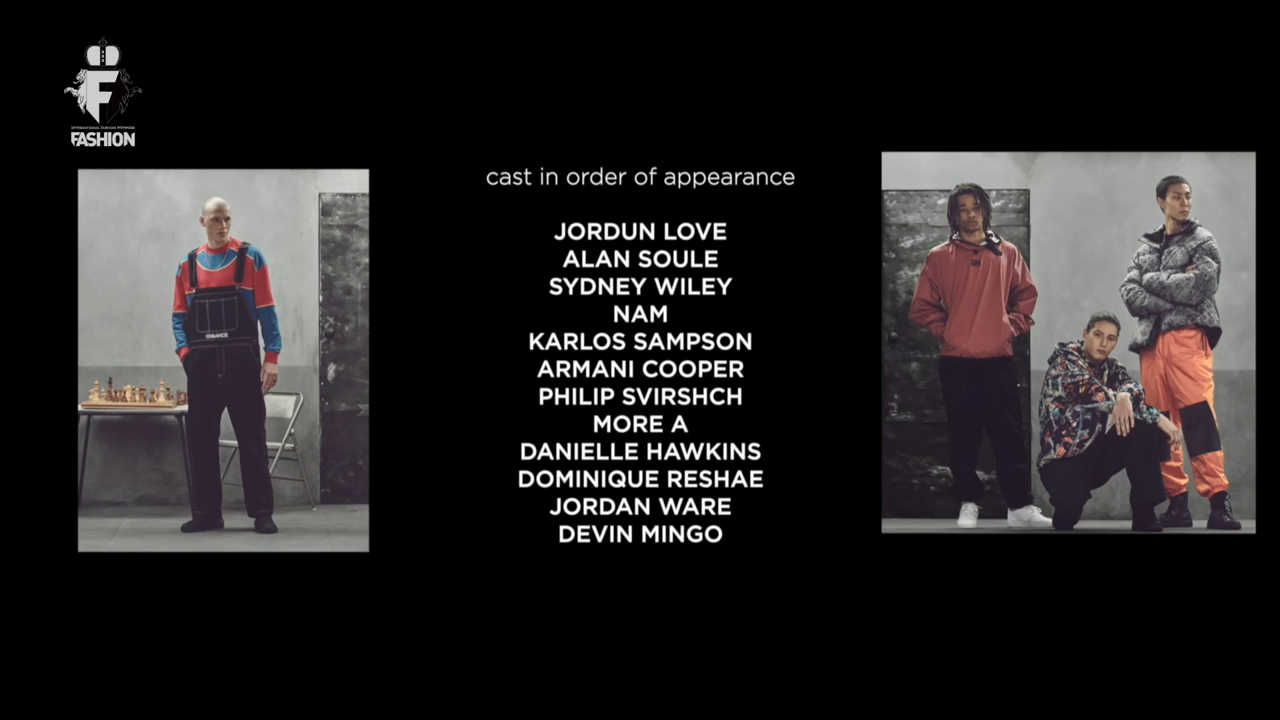 F
FASHION
cast in order of appearance
JORDUN LOVE
ALAN SOULE
SYDNEY WILEY
NAM
KARLOS SAMPSON
ARMANI COOPER
PHILIP SVIRSHCH
MORE A
DANIELLE HAWKINS
DOMINIQUE RESHAE
JORDAN WARE
DEVIN MINGO